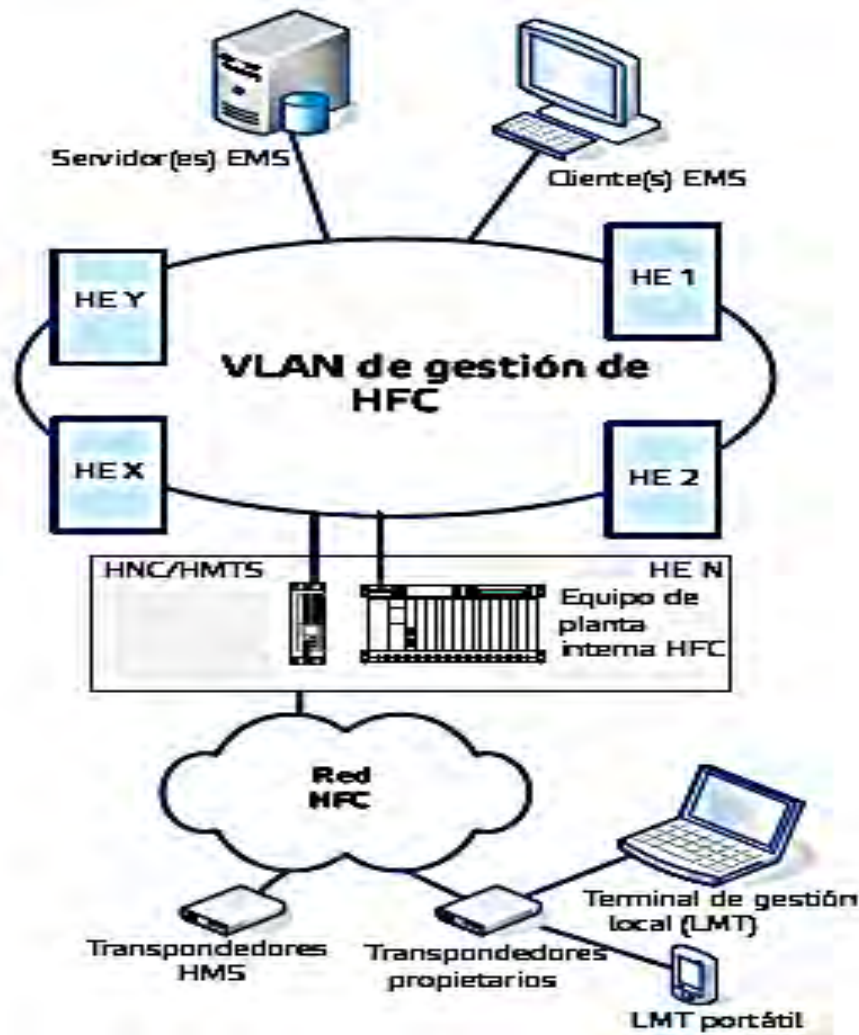 Servidor(es) EMS
Cliente(s) EMS
HE Y
HE 1
VLAN de gestión de
HFC
HE X
HE 2
HNC/HMTS
HE N
Equipo de
planta
interna HFC
Red
HFC
Transpondedores
HMS
Transpondedores
propietarios
Terminal de gestión
local (LMT)
LMT portátil